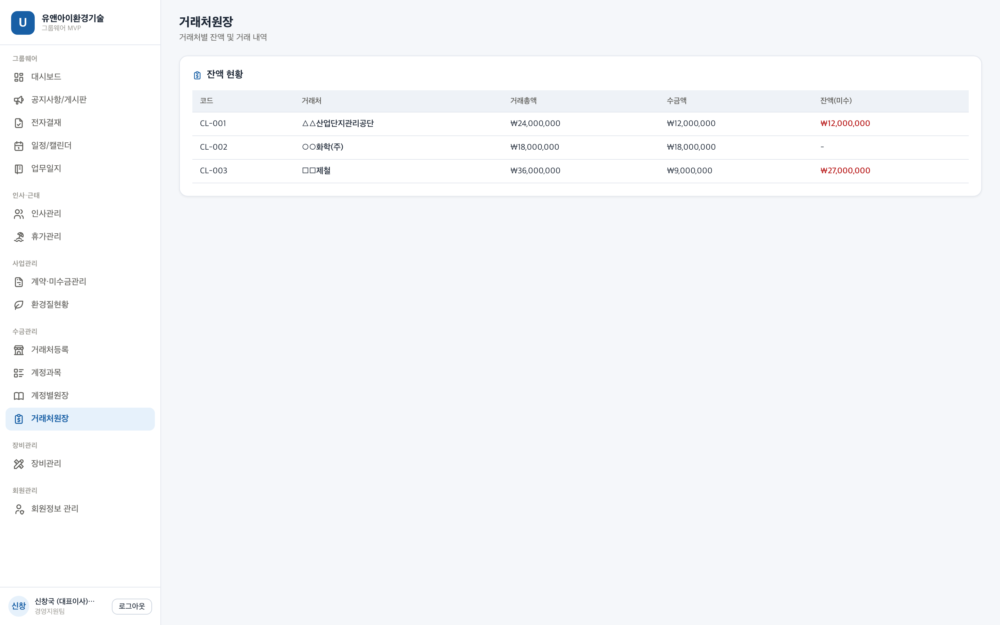 U
유앤아이환경기술
그룹웨어 MVP
그룹웨어
대시보드
공지사항/게시판
전자결재
일정/캘린더
업무일지
인사·근태
인사관리
휴가관리
사업관리
계약·미수금관리
환경질현황
수금관리
거래처등록
계정과목
계정별원장
거래처원장
장비관리
장비관리
회원관리
회원정보 관리
신창
신창국 (대표이사)···
경영지원팀
로그아웃
거래처원장
거래처별 잔액 및 거래 내역
잔액 현황
코드 거래처 거래총액 수금액 잔액(미수)
CL-001 △△산업단지관리공단 ₩24,000,000 ₩12,000,000 ₩12,000,000
CL-002 ○○화학(주) ₩18,000,000 ₩18,000,000 -
CL-003 □□제철 ₩36,000,000 ₩9,000,000 ₩27,000,000